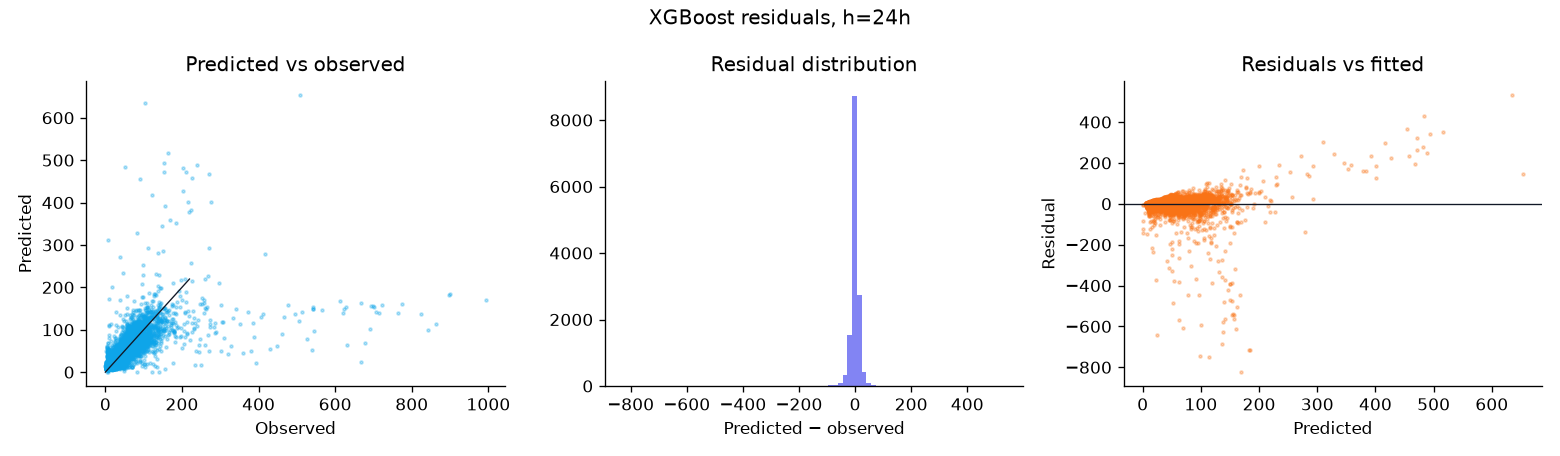 XGBoost residuals, h=24h
Predicted vs observed
Predicted
600
500
400
300
200
100
0
0 200 400 600 800 1000
Observed
Residual distribution
8000
6000
4000
2000
0
−800 −600 −400 −200 0 200 400
Predicted − observed
Residuals vs fitted
Residual
400
200
0
−200
−400
−600
−800
0 100 200 300 400 500 600
Predicted